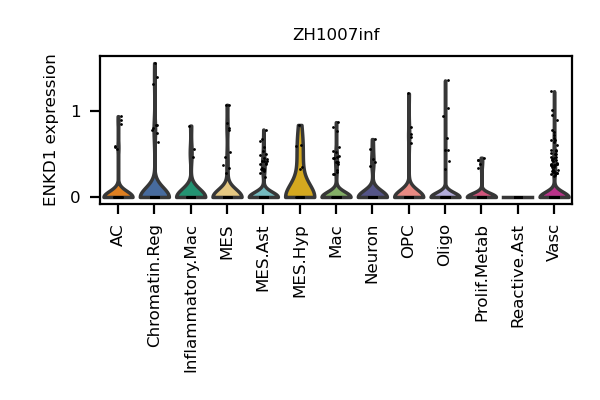 ZH1007inf
ENKD1 expression
1
0
AC
Chromatin.Reg
Inflammatory.Mac
MES
MES.Ast
MES.Hyp
Mac
Neuron
OPC
Oligo
Prolif.Metab
Reactive.Ast
Vasc